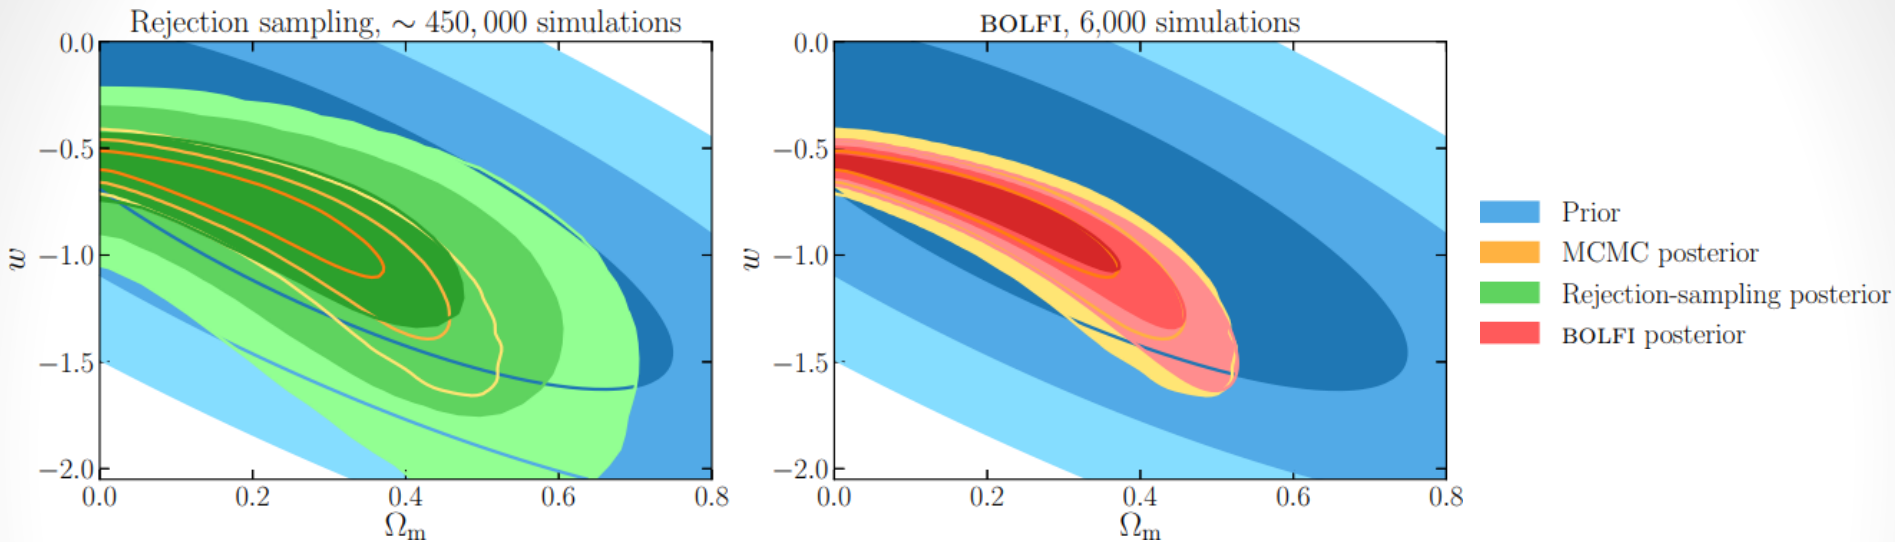 Rejection sampling, ∼ 450,000 simulations
0.0
−0.5
−1.0
−1.5
−2.0
w
0.0 0.2 0.4 0.6 0.8
Ωm
BOLFI, 6,000 simulations
0.0
−0.5
−1.0
−1.5
−2.0
w
0.0 0.2 0.4 0.6 0.8
Ωm
Prior
MCMC posterior
Rejection-sampling posterior
BOLFI posterior